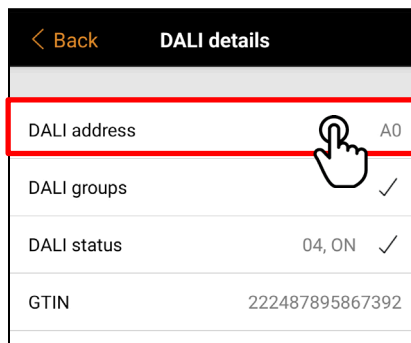 Back DALI details
DALI address A0
DALI groups
DALI status 04, ON
GTIN 222487895867392